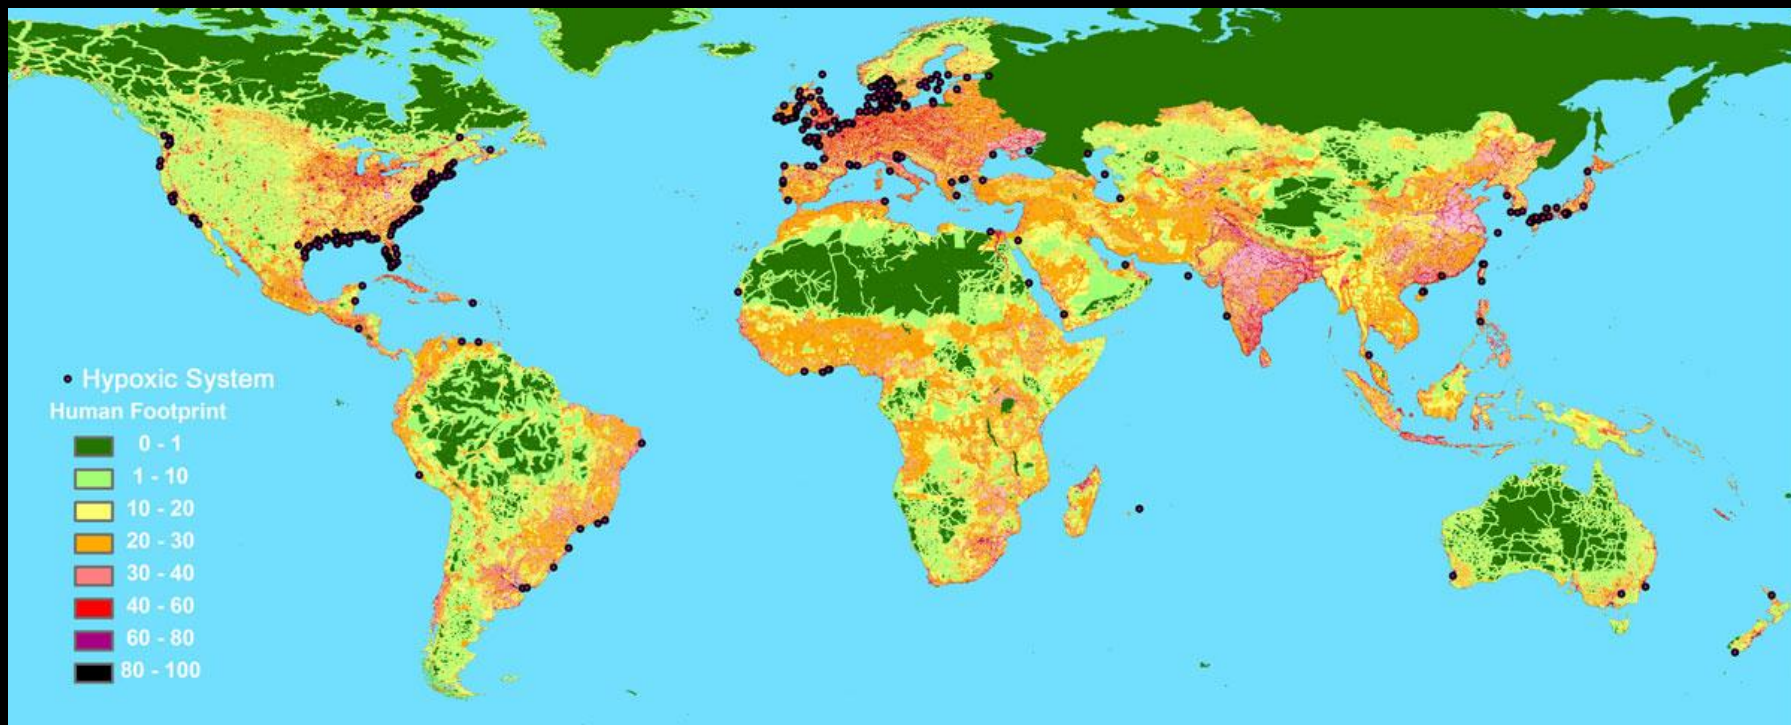 Hypoxic System
Human Footprint
0 - 1
1 - 10
10 - 20
20 - 30
30 - 40
40 - 60
60 - 80
80 - 100